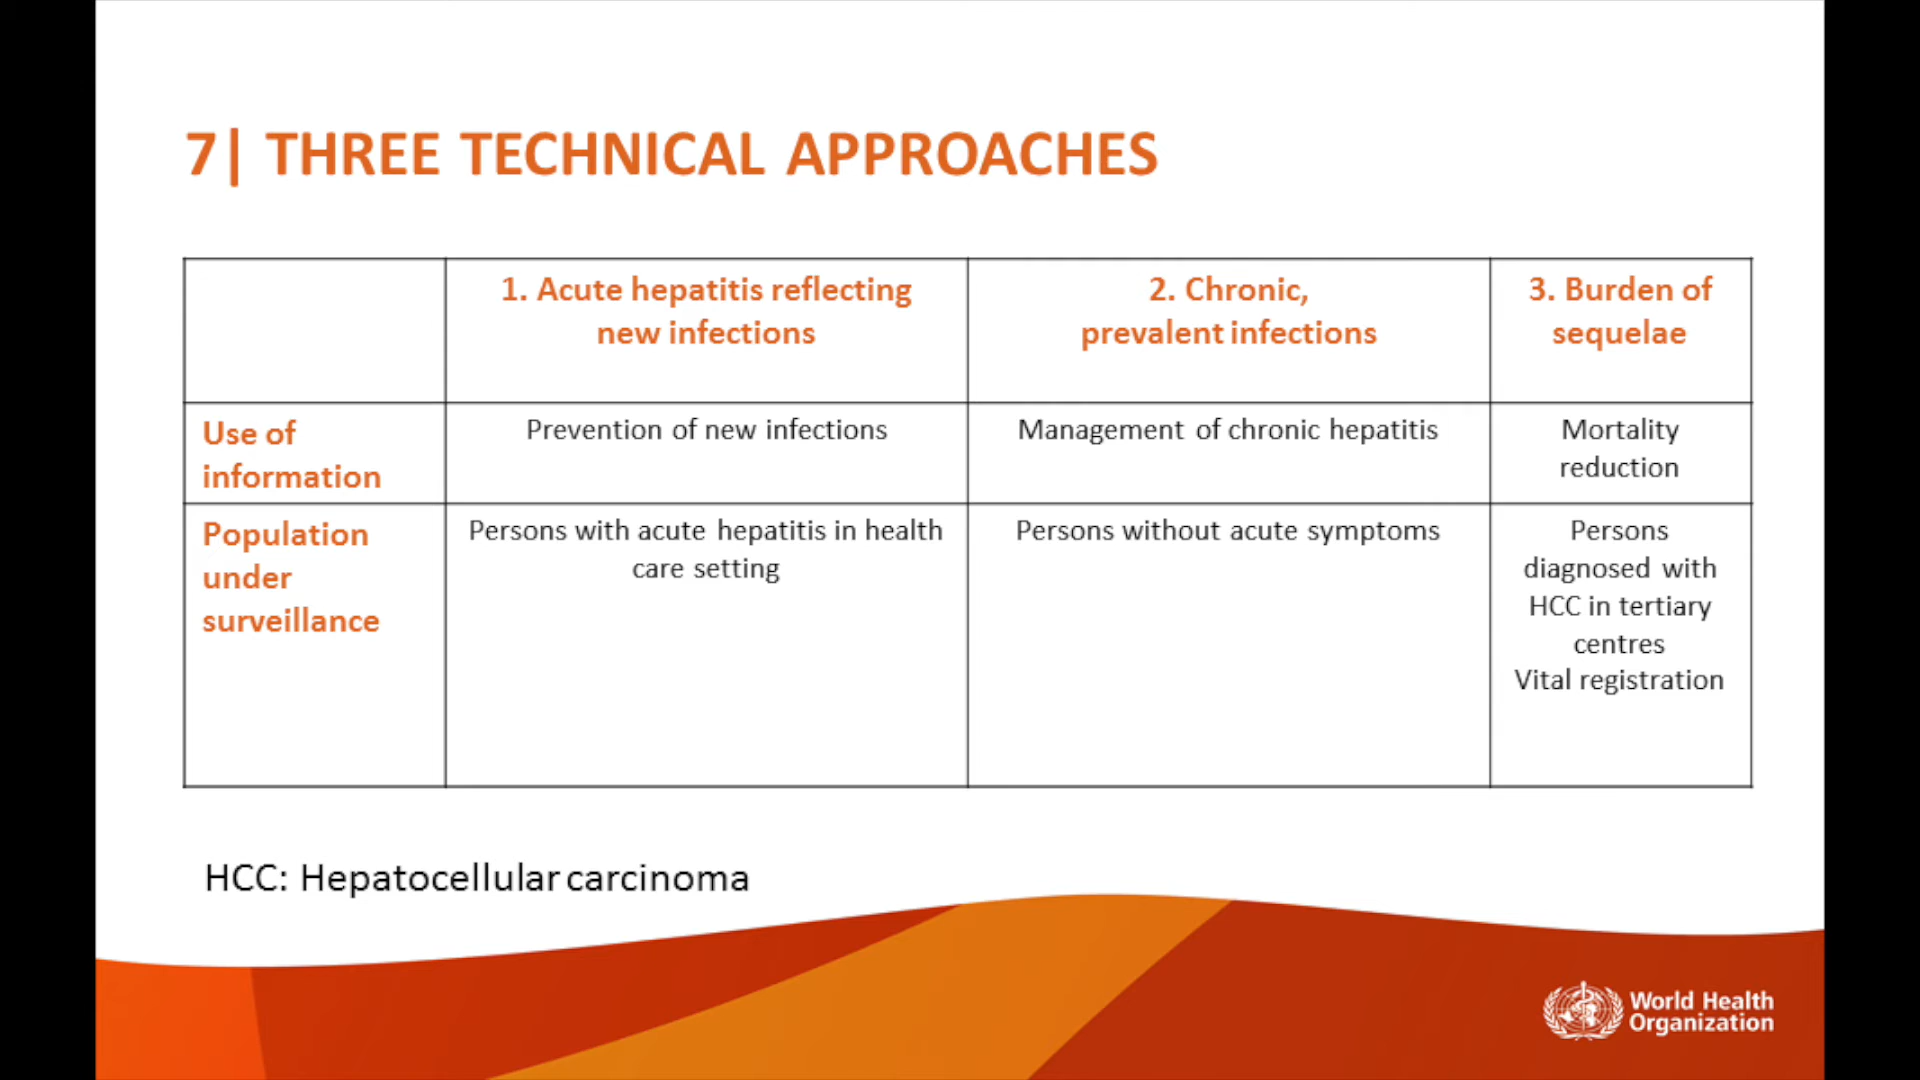 7| THREE TECHNICAL APPROACHES
1. Acute hepatitis reflecting
new infections
2. Chronic,
prevalent infections
3. Burden of
sequelae
Use of
information
Prevention of new infections
Management of chronic hepatitis
Mortality
reduction
Population
under
surveillance
Persons with acute hepatitis in health
care setting
Persons without acute symptoms
Persons
diagnosed with
HCC in tertiary
centres
Vital registration
HCC: Hepatocellular carcinoma
World Health
Organization